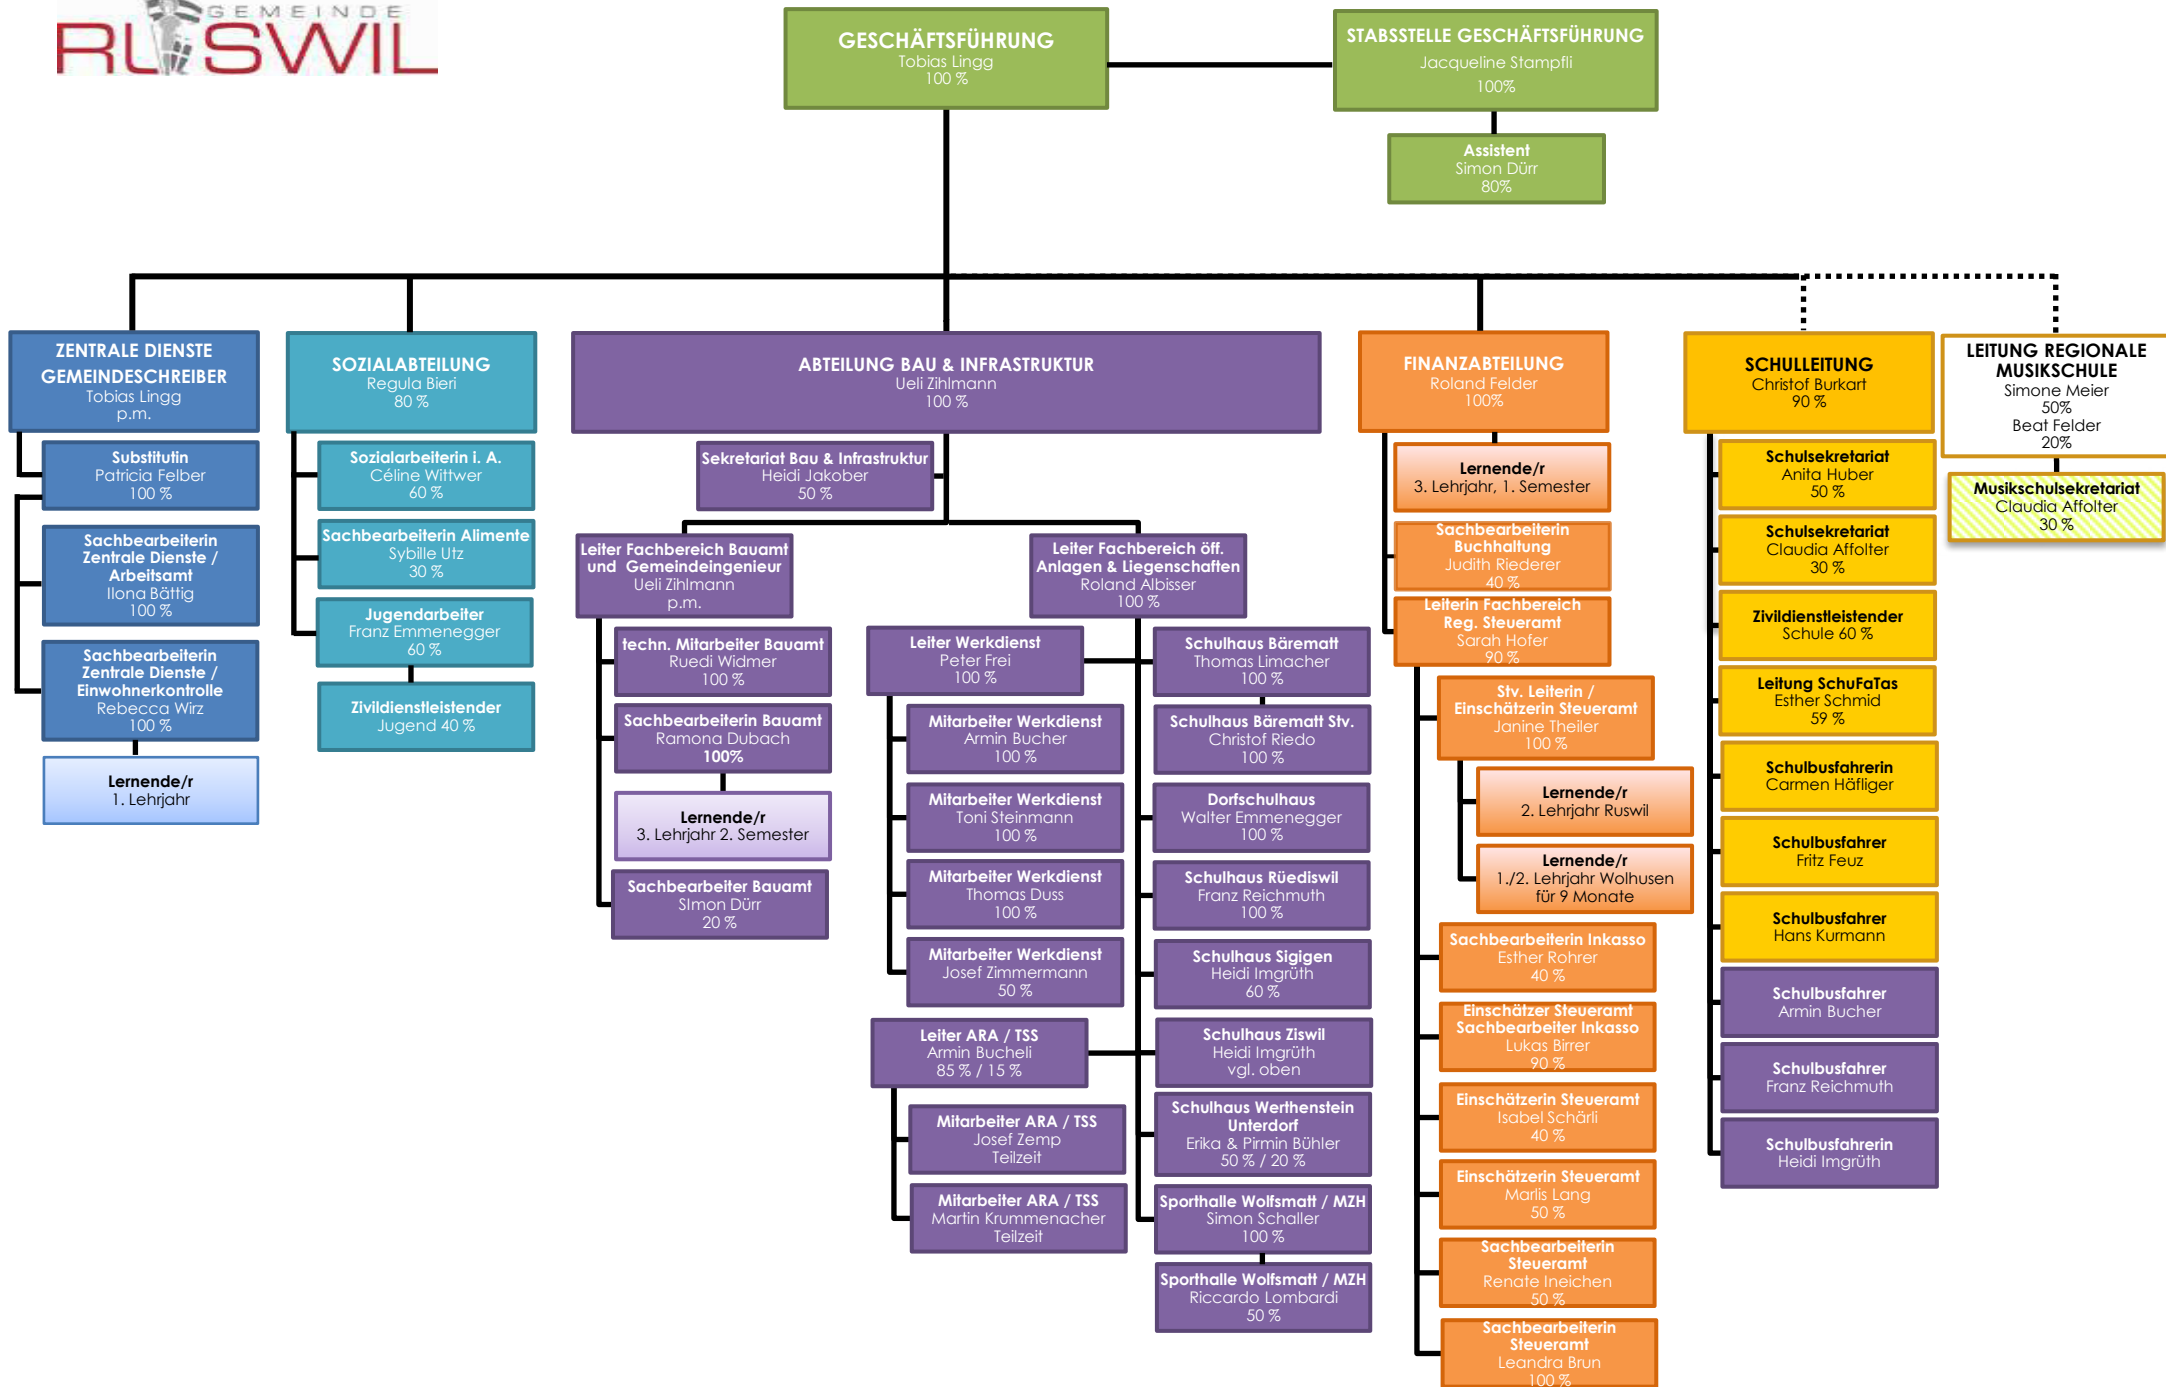 GEMEINDE
RUSWIL
GESCHÄFTSFÜHRUNG
Tobias Lingg
100 %
STABSSTELLE GESCHÄFTSFÜHRUNG
Jacqueline Stampfli
100%
Assistent
Simon Dürr
80%
ZENTRALE DIENSTE
GEMEINDESCHREIBER
Tobias Lingg
p.m.
Substitutin
Patricia Felber
100 %
Sachbearbeiterin
Zentrale Dienste /
Arbeitsamt
Ilona Bättig
100 %
Sachbearbeiterin
Zentrale Dienste /
Einwohnerkontrolle
Rebecca Wirz
100 %
Lernende/r
1. Lehrjahr
SOZIALABTEILUNG
Regula Bieri
80 %
Sozialarbeiterin i. A.
Céline Wittwer
60 %
Sachbearbeiterin Alimente
Sybille Utz
30 %
Jugendarbeiter
Franz Emmenegger
60 %
Zivildienstleistender
Jugend 40 %
ABTEILUNG BAU & INFRASTRUKTUR
Ueli Zihlmann
100 %
Sekretariat Bau & Infrastruktur
Heidi Jakober
50 %
Leiter Fachbereich Bauamt
und  Gemeindeingenieur
Ueli Zihlmann
p.m.
techn. Mitarbeiter Bauamt
Ruedi Widmer
100 %
Sachbearbeiterin Bauamt
Ramona Dubach
100%
Lernende/r
3. Lehrjahr 2. Semester
Sachbearbeiter Bauamt
SImon Dürr
20 %
Leiter Fachbereich öff.
Anlagen & Liegenschaften
Roland Albisser
100 %
Leiter Werkdienst
Peter Frei
100 %
Mitarbeiter Werkdienst
Armin Bucher
100 %
Mitarbeiter Werkdienst
Toni Steinmann
100 %
Mitarbeiter Werkdienst
Thomas Duss
100 %
Mitarbeiter Werkdienst
Josef Zimmermann
50 %
Leiter ARA / TSS
Armin Bucheli
85 % / 15 %
Mitarbeiter ARA / TSS
Josef Zemp
Teilzeit
Mitarbeiter ARA / TSS
Martin Krummenacher
Teilzeit
Schulhaus Bärematt
Thomas Limacher
100 %
Schulhaus Bärematt Stv.
Christof Riedo
100 %
Dorfschulhaus
Walter Emmenegger
100 %
Schulhaus Rüediswil
Franz Reichmuth
100 %
Schulhaus Sigigen
Heidi Imgrüth
60 %
Schulhaus Ziswil
Heidi Imgrüth
vgl. oben
Schulhaus Werthenstein
Unterdorf
Erika & Pirmin Bühler
50 % / 20 %
Sporthalle Wolfsmatt / MZH
Simon Schaller
100 %
Sporthalle Wolfsmatt / MZH
Riccardo Lombardi
50 %
FINANZABTEILUNG
Roland Felder
100%
Lernende/r
3. Lehrjahr, 1. Semester
Sachbearbeiterin
Buchhaltung
Judith Riederer
40 %
Leiterin Fachbereich
Reg. Steueramt
Sarah Hofer
90 %
Stv. Leiterin /
Einschätzerin Steueramt
Janine Theiler
100 %
Lernende/r
2. Lehrjahr Ruswil
Lernende/r
1./2. Lehrjahr Wolhusen
für 9 Monate
Sachbearbeiterin Inkasso
Esther Rohrer
40 %
Einschätzer Steueramt
Sachbearbeiter Inkasso
Lukas Birrer
90 %
Einschätzerin Steueramt
Isabel Schärli
40 %
Einschätzerin Steueramt
Marlis Lang
50 %
Sachbearbeiterin
Steueramt
Renate Ineichen
50 %
Sachbearbeiterin
Steueramt
Leandra Brun
100 %
SCHULLEITUNG
Christof Burkart
90 %
Schulsekretariat
Anita Huber
50 %
Schulsekretariat
Claudia Affolter
30 %
Zivildienstleistender
Schule 60 %
Leitung SchuFaTas
Esther Schmid
59 %
Schulbusfahrerin
Carmen Häfliger
Schulbusfahrer
Fritz Feuz
Schulbusfahrer
Hans Kurmann
Schulbusfahrer
Armin Bucher
Schulbusfahrer
Franz Reichmuth
Schulbusfahrerin
Heidi Imgrüth
LEITUNG REGIONALE
MUSIKSCHULE
Simone Meier
50%
Beat Felder
20%
Musikschulsekretariat
Claudia Affolter
30 %